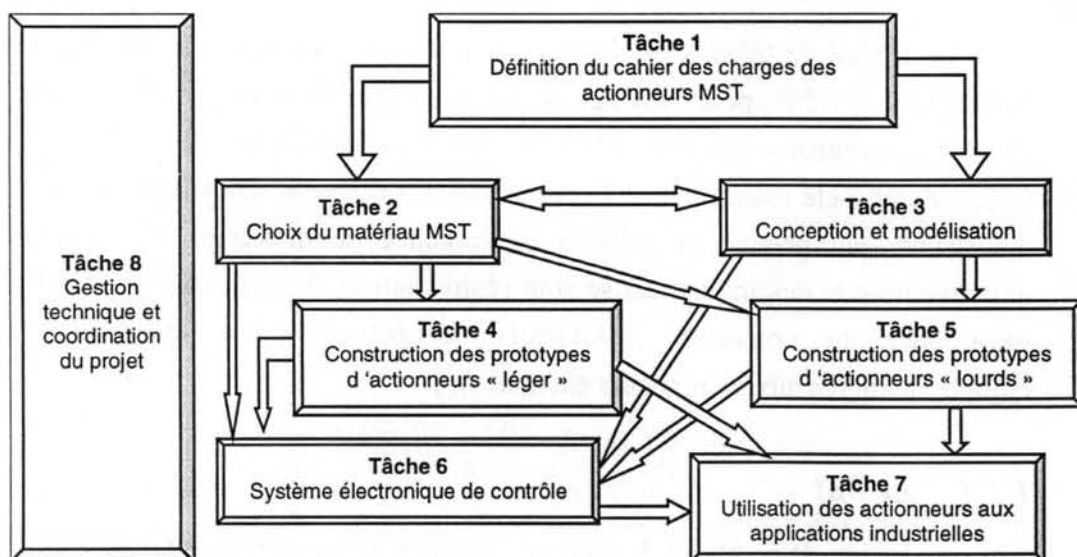 Tâche 1
Définition du cahier des charges des
actionneurs MST
Tâche 2
Choix du matériau MST
Tâche 3
Conception et modélisation
Tâche 8
Gestion
technique et
coordination
du projet
Tâche 4
Construction des prototypes
d 'actionneurs « léger »
Tâche 5
Construction des prototypes
d 'actionneurs « lourds »
Tâche 6
Système électronique de contrôle
Tâche 7
Utilisation des actionneurs aux
applications industrielles